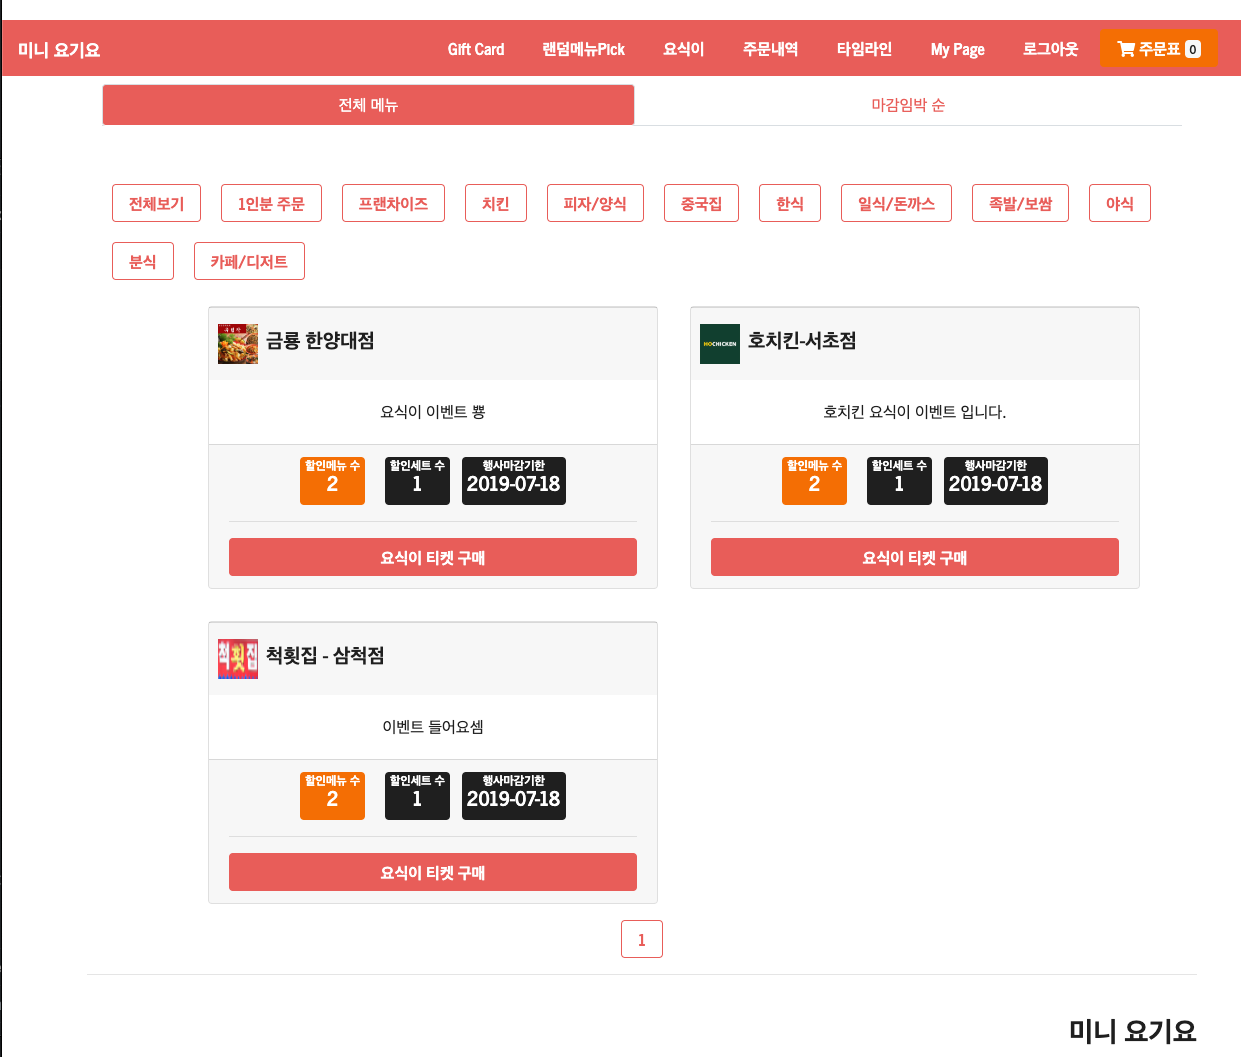 미니 요기요 Gift Card 랜덤메뉴Pick 요식이 주문내역 타임라인 My Page 로그아웃 주문표 0
전체 메뉴 마감임박 순
전체보기 1인분 주문 프랜차이즈 치킨 피자/양식 중국집 한식 일식/돈까스 족발/보쌈 야식
분식 카페/디저트
금룡 한양대점
요식이 이벤트 뿅
할인메뉴 수 할인세트 수 행사마감기한
2 1 2019-07-18
요식이 티켓 구매
HOCHICKEN 호치킨-서초점
호치킨 요식이 이벤트 입니다.
할인메뉴 수 할인세트 수 행사마감기한
2 1 2019-07-18
요식이 티켓 구매
척횟집 척횟집 - 삼척점
이벤트 들어요셈
할인메뉴 수 할인세트 수 행사마감기한
2 1 2019-07-18
요식이 티켓 구매
1
미니 요기요